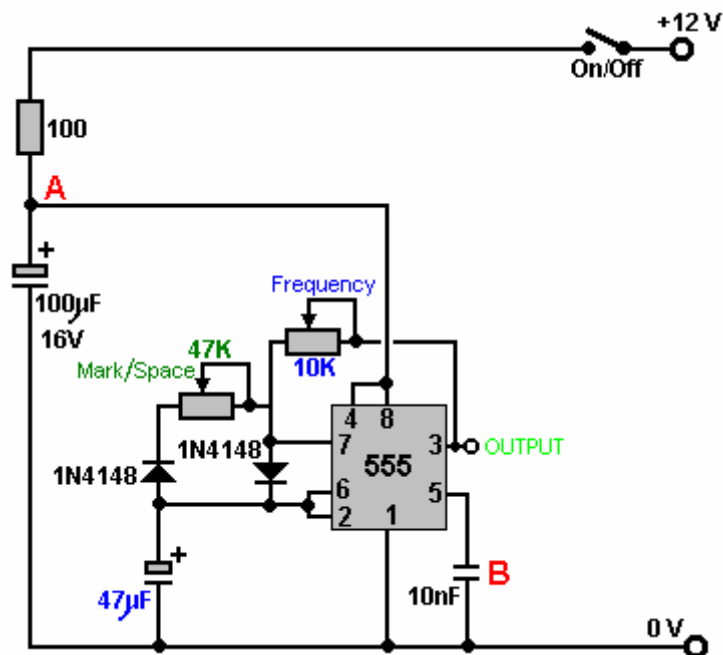 +12 V
On/Off
100
A
+
100µF
16V
Frequency
10K
47K
Mark/Space
1N4148
1N4148
4 8
7 3
555
6 5
2 1
OUTPUT
+
47µF
10nF
B
0 V